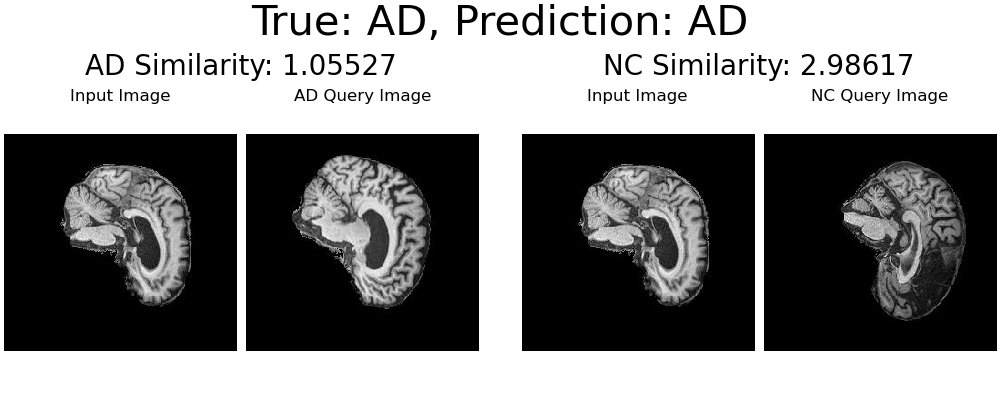 True: AD, Prediction: AD
AD Similarity: 1.05527
NC Similarity: 2.98617
Input Image
AD Query Image
Input Image
NC Query Image